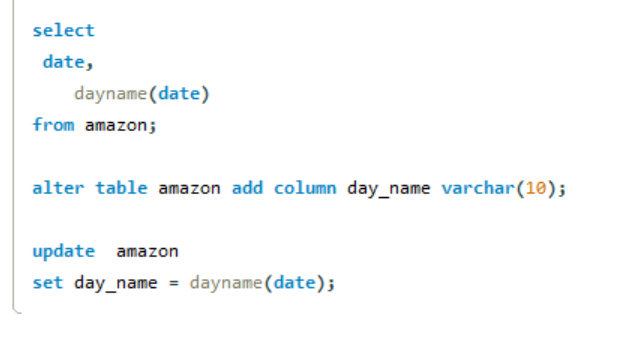 select
date,
dayname(date)
from amazon;
alter table amazon add column day_name varchar(10);
update  amazon
set day_name = dayname(date);